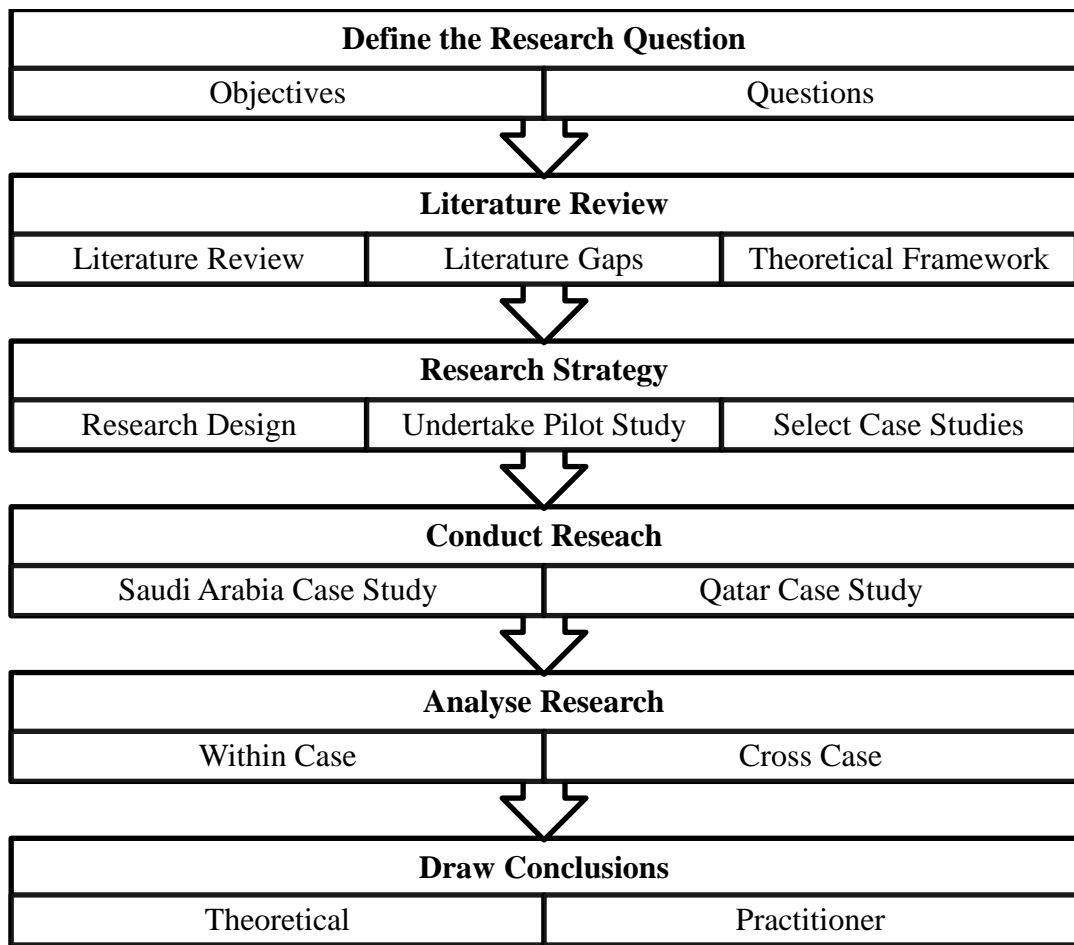 Define the Research Question
Objectives Questions
Literature Review
Literature Review Literature Gaps Theoretical Framework
Research Strategy
Research Design Undertake Pilot Study Select Case Studies
Conduct Reseach
Saudi Arabia Case Study Qatar Case Study
Analyse Research
Within Case Cross Case
Draw Conclusions
Theoretical Practitioner